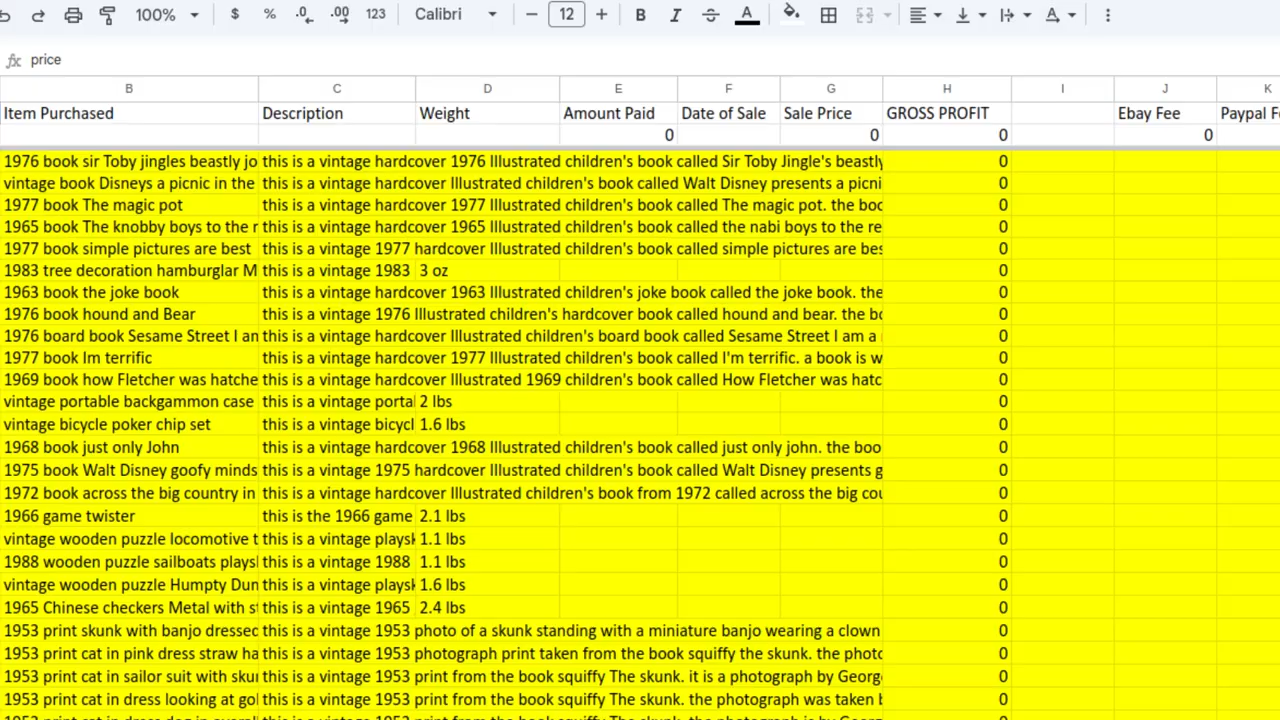 100% $ % .0 .00 123 Calibri − 12 + B I S A A
fx price
B C D E F G H I J K
Item Purchased Description Weight Amount Paid Date of Sale Sale Price GROSS PROFIT Ebay Fee Paypal
0 0 0 0
1976 book sir Toby jingles beastly jo this is a vintage hardcover 1976 Illustrated children's book called Sir Toby Jingle's beastly 0
vintage book Disneys a picnic in the this is a vintage hardcover Illustrated children's book called Walt Disney presents a picni 0
1977 book The magic pot this is a vintage hardcover 1977 Illustrated children's book called The magic pot. the boo 0
1965 book The knobby boys to the r this is a vintage hardcover 1965 Illustrated children's book called the nabi boys to the re 0
1977 book simple pictures are best this is a vintage 1977 hardcover Illustrated children's book called simple pictures are bes 0
1983 tree decoration hamburglar M this is a vintage 1983 3 oz 0
1963 book the joke book this is a vintage hardcover 1963 Illustrated children's joke book called the joke book. the 0
1976 book hound and Bear this is a vintage 1976 Illustrated children's hardcover book called hound and bear. the bo 0
1976 board book Sesame Street I an this is a vintage hardcover Illustrated children's board book called Sesame Street I am a 0
1977 book Im terrific this is a vintage hardcover 1977 Illustrated children's book called I'm terrific. a book is w 0
1969 book how Fletcher was hatche this is a vintage hardcover Illustrated 1969 children's book called How Fletcher was hatc 0
vintage portable backgammon case this is a vintage porta 2 lbs 0
vintage bicycle poker chip set this is a vintage bicycl 1.6 lbs 0
1968 book just only John this is a vintage hardcover 1968 Illustrated children's book called just only john. the boo 0
1975 book Walt Disney goofy minds this is a vintage 1975 hardcover Illustrated children's book called Walt Disney presents g 0
1972 book across the big country in this is a vintage hardcover Illustrated children's book from 1972 called across the big cou 0
1966 game twister this is the 1966 game 2.1 lbs 0
vintage wooden puzzle locomotive t this is a vintage playsk 1.1 lbs 0
1988 wooden puzzle sailboats plays this is a vintage 1988 1.1 lbs 0
vintage wooden puzzle Humpty Dun this is a vintage playsk 1.6 lbs 0
1965 Chinese checkers Metal with st this is a vintage 1965 2.4 lbs 0
1953 print skunk with banjo dressed this is a vintage 1953 photo of a skunk standing with a miniature banjo wearing a clown 0
1953 print cat in pink dress straw ha this is a vintage 1953 photograph print taken from the book squiffy the skunk. the photo 0
1953 print cat in sailor suit with sku this is a vintage 1953 print from the book squiffy The skunk. it is a photograph by Georg 0
1953 print cat in dress looking at gol this is a vintage 1953 print from the book squiffy The skunk. the photograph was taken b 0